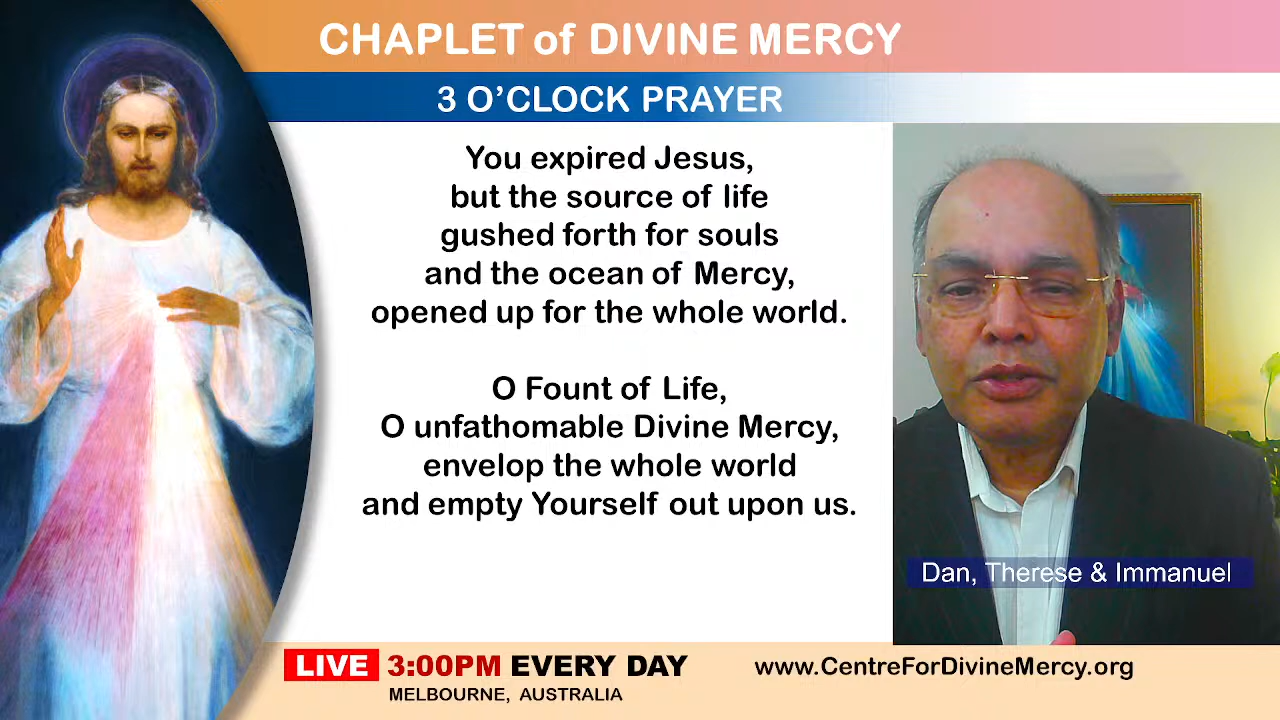 CHAPLET of DIVINE MERCY
3 O’CLOCK PRAYER
You expired Jesus,
but the source of life
gushed forth for souls
and the ocean of Mercy,
opened up for the whole world.
O Fount of Life,
O unfathomable Divine Mercy,
envelop the whole world
and empty Yourself out upon us.
Dan, Therese & Immanuel
LIVE 3:00PM EVERY DAY
MELBOURNE, AUSTRALIA
www.CentreForDivineMercy.org